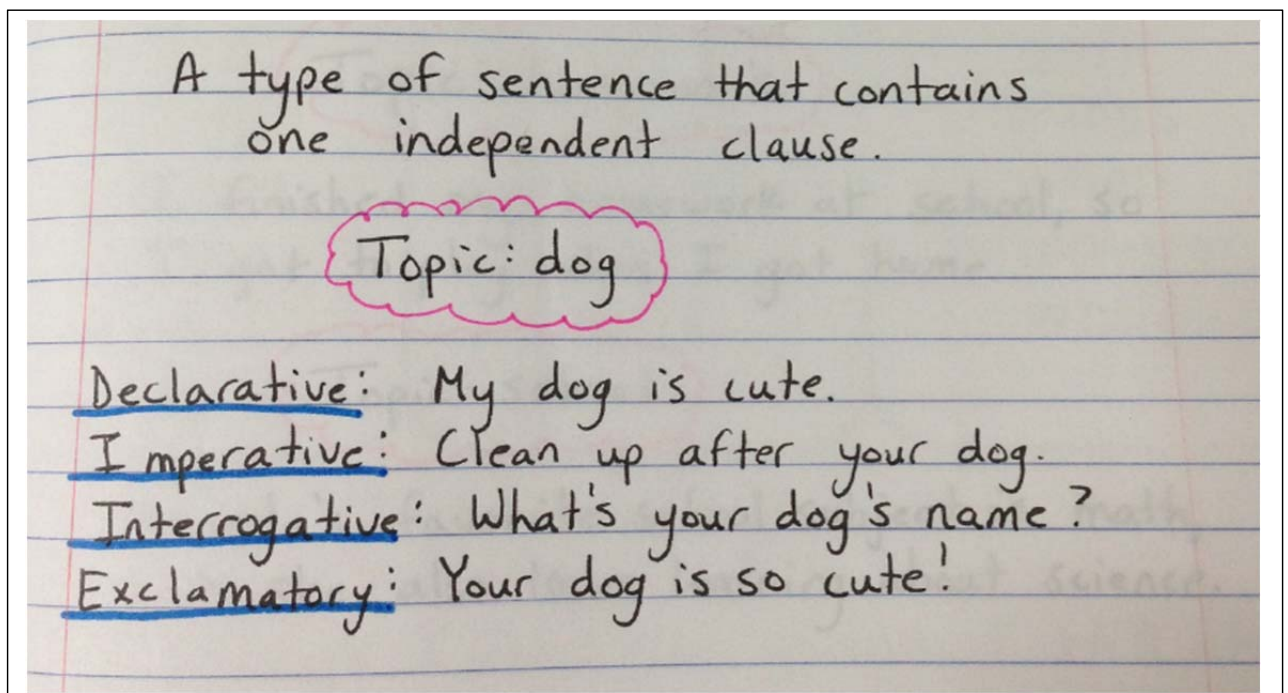 A type of sentence that contains
one independent clause.
Topic: dog
Declarative: My dog is cute.
Imperative: Clean up after your dog.
Interrogative: What's your dog's name?
Exclamatory: Your dog is so cute!